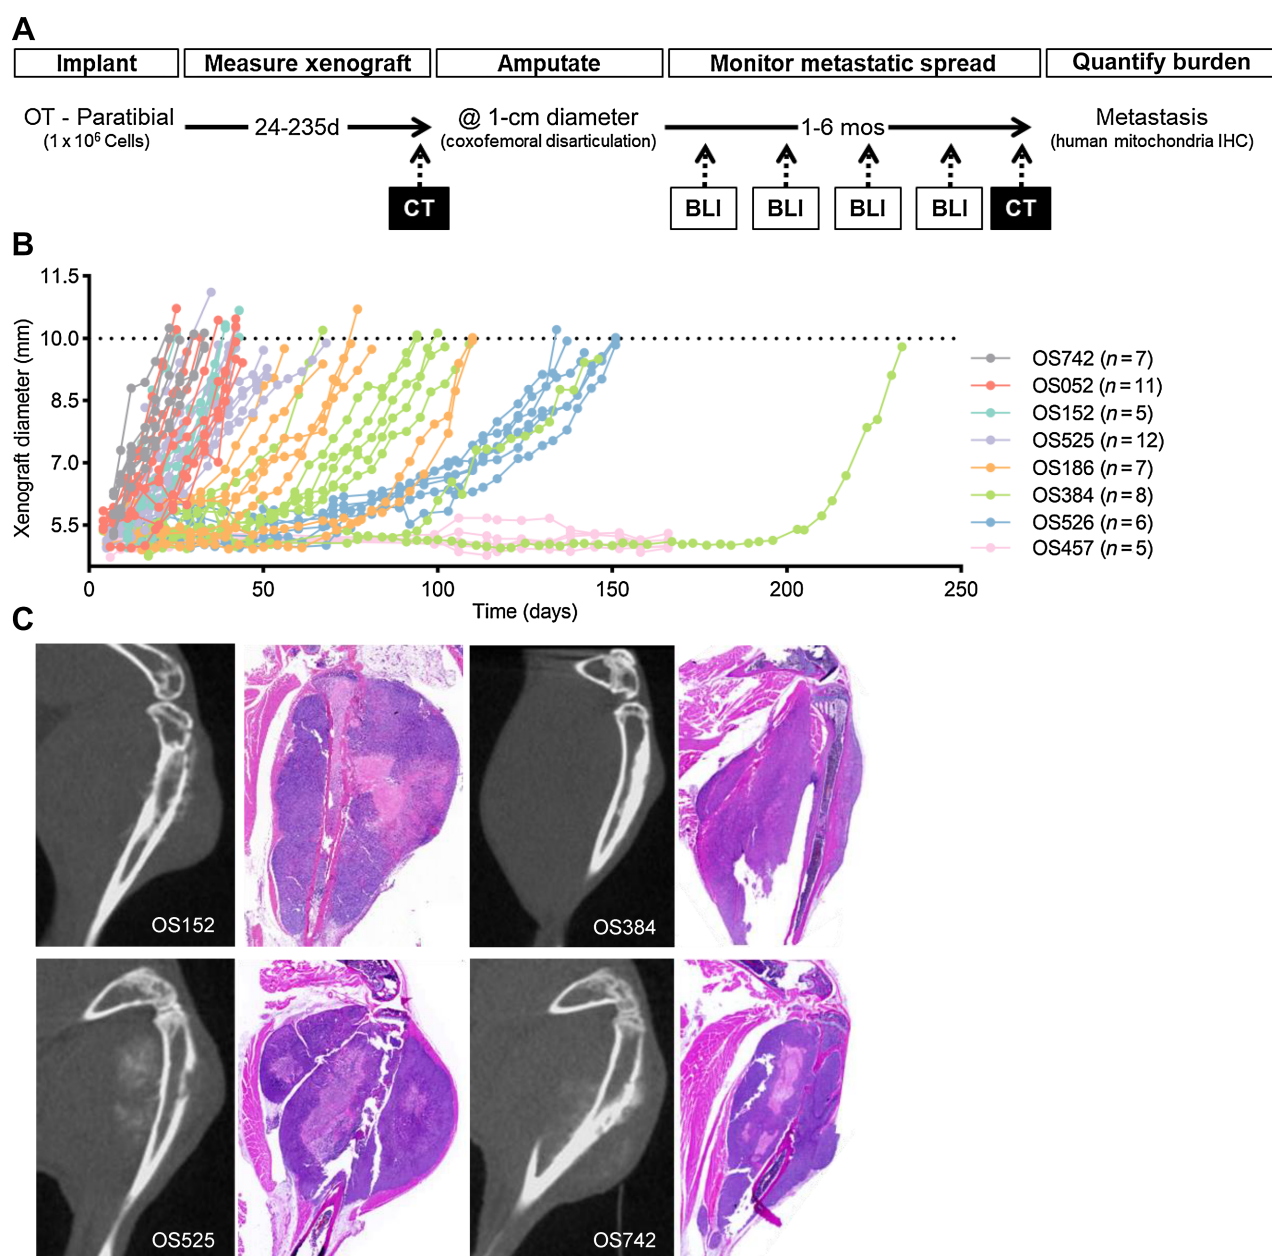 A
Implant
Measure xenograft
Amputate
Monitor metastatic spread
Quantify burden
OT - Paratibial
(1 x 10⁶ Cells)
24-235d
@ 1-cm diameter
(coxofemoral disarticulation)
1-6 mos
Metastasis
(human mitochondria IHC)
CT
BLI
BLI
BLI
BLI
CT
B
Xenograft diameter (mm)
11.5
10.0
8.5
7.0
5.5
0
50
100
150
200
250
Time (days)
OS742 (n = 7)
OS052 (n = 11)
OS152 (n = 5)
OS525 (n = 12)
OS186 (n = 7)
OS384 (n = 8)
OS526 (n = 6)
OS457 (n = 5)
C
OS152
OS384
OS525
OS742